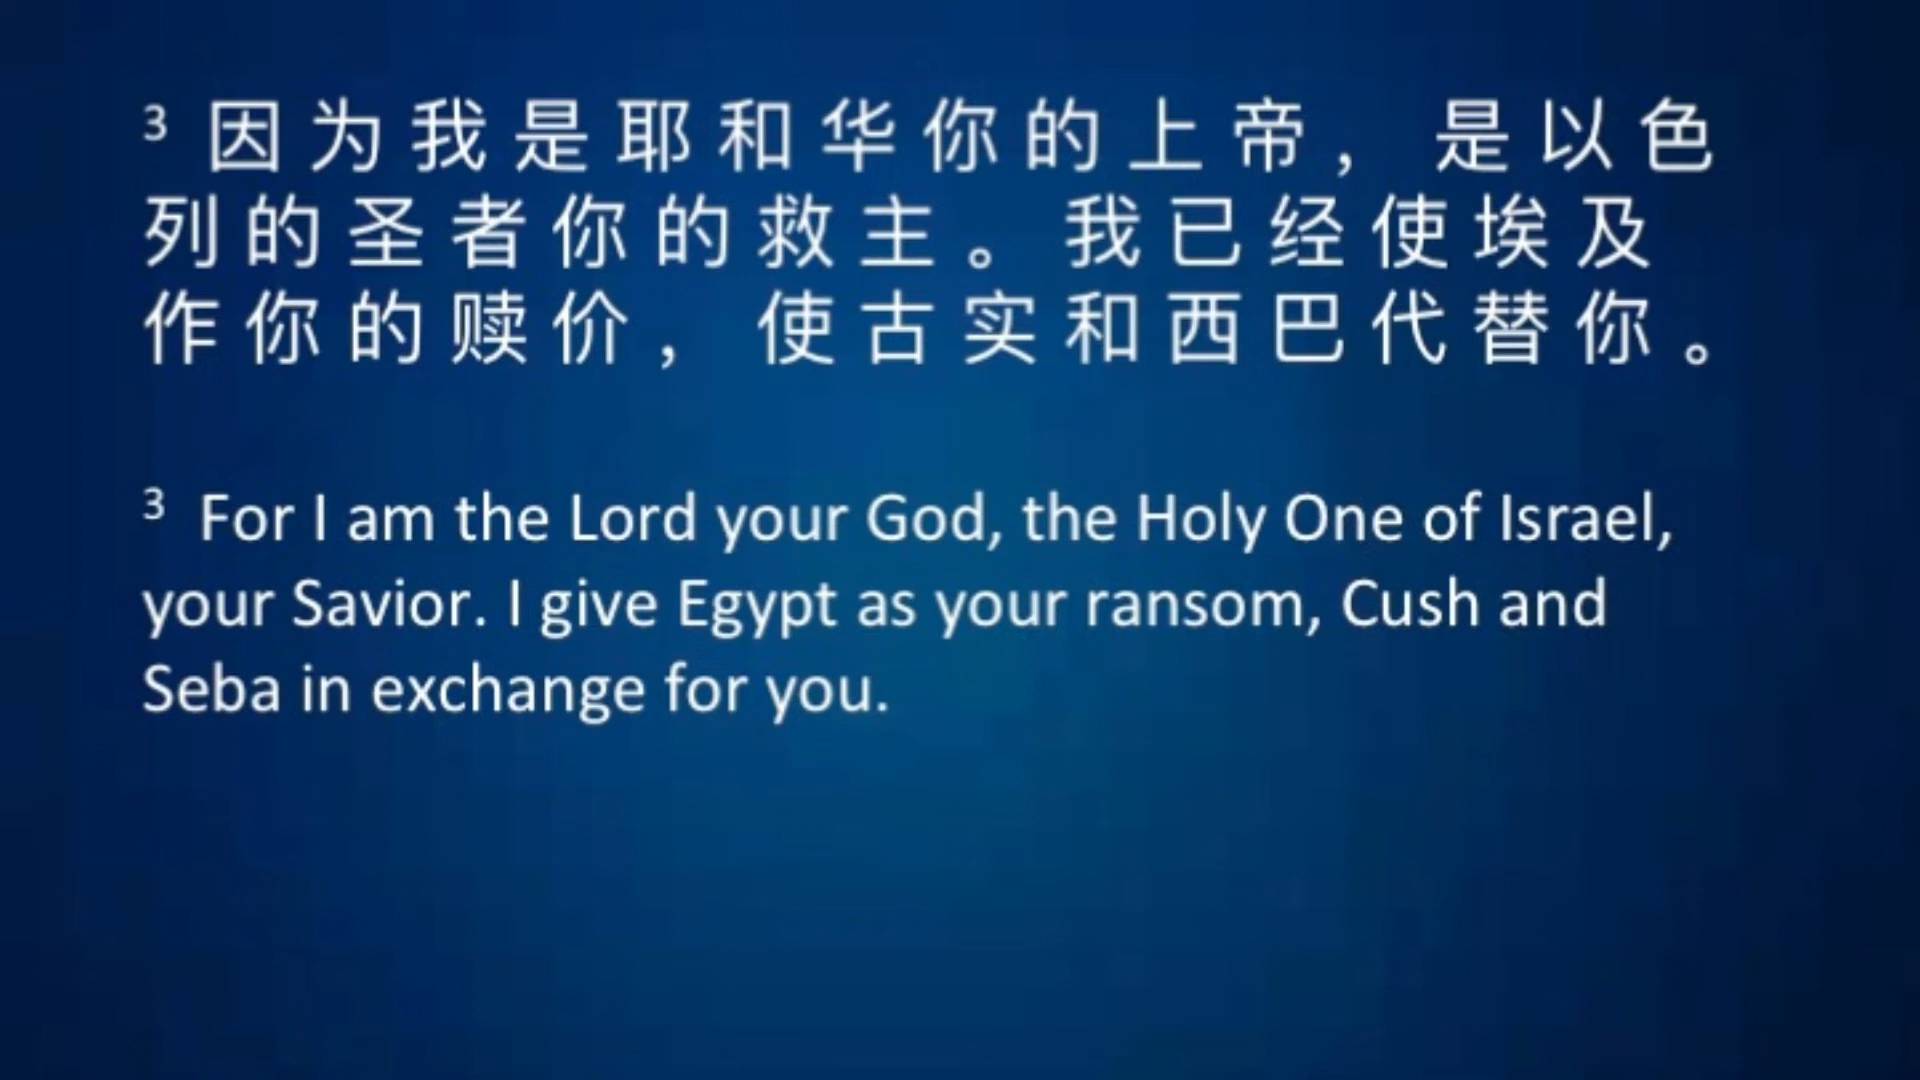 3 因为我是耶和华你的上帝，是以色
列的圣者你的救主。我已经使埃及
作你的赎价，使古实和西巴代替你。
3 For I am the Lord your God, the Holy One of Israel,
your Savior. I give Egypt as your ransom, Cush and
Seba in exchange for you.